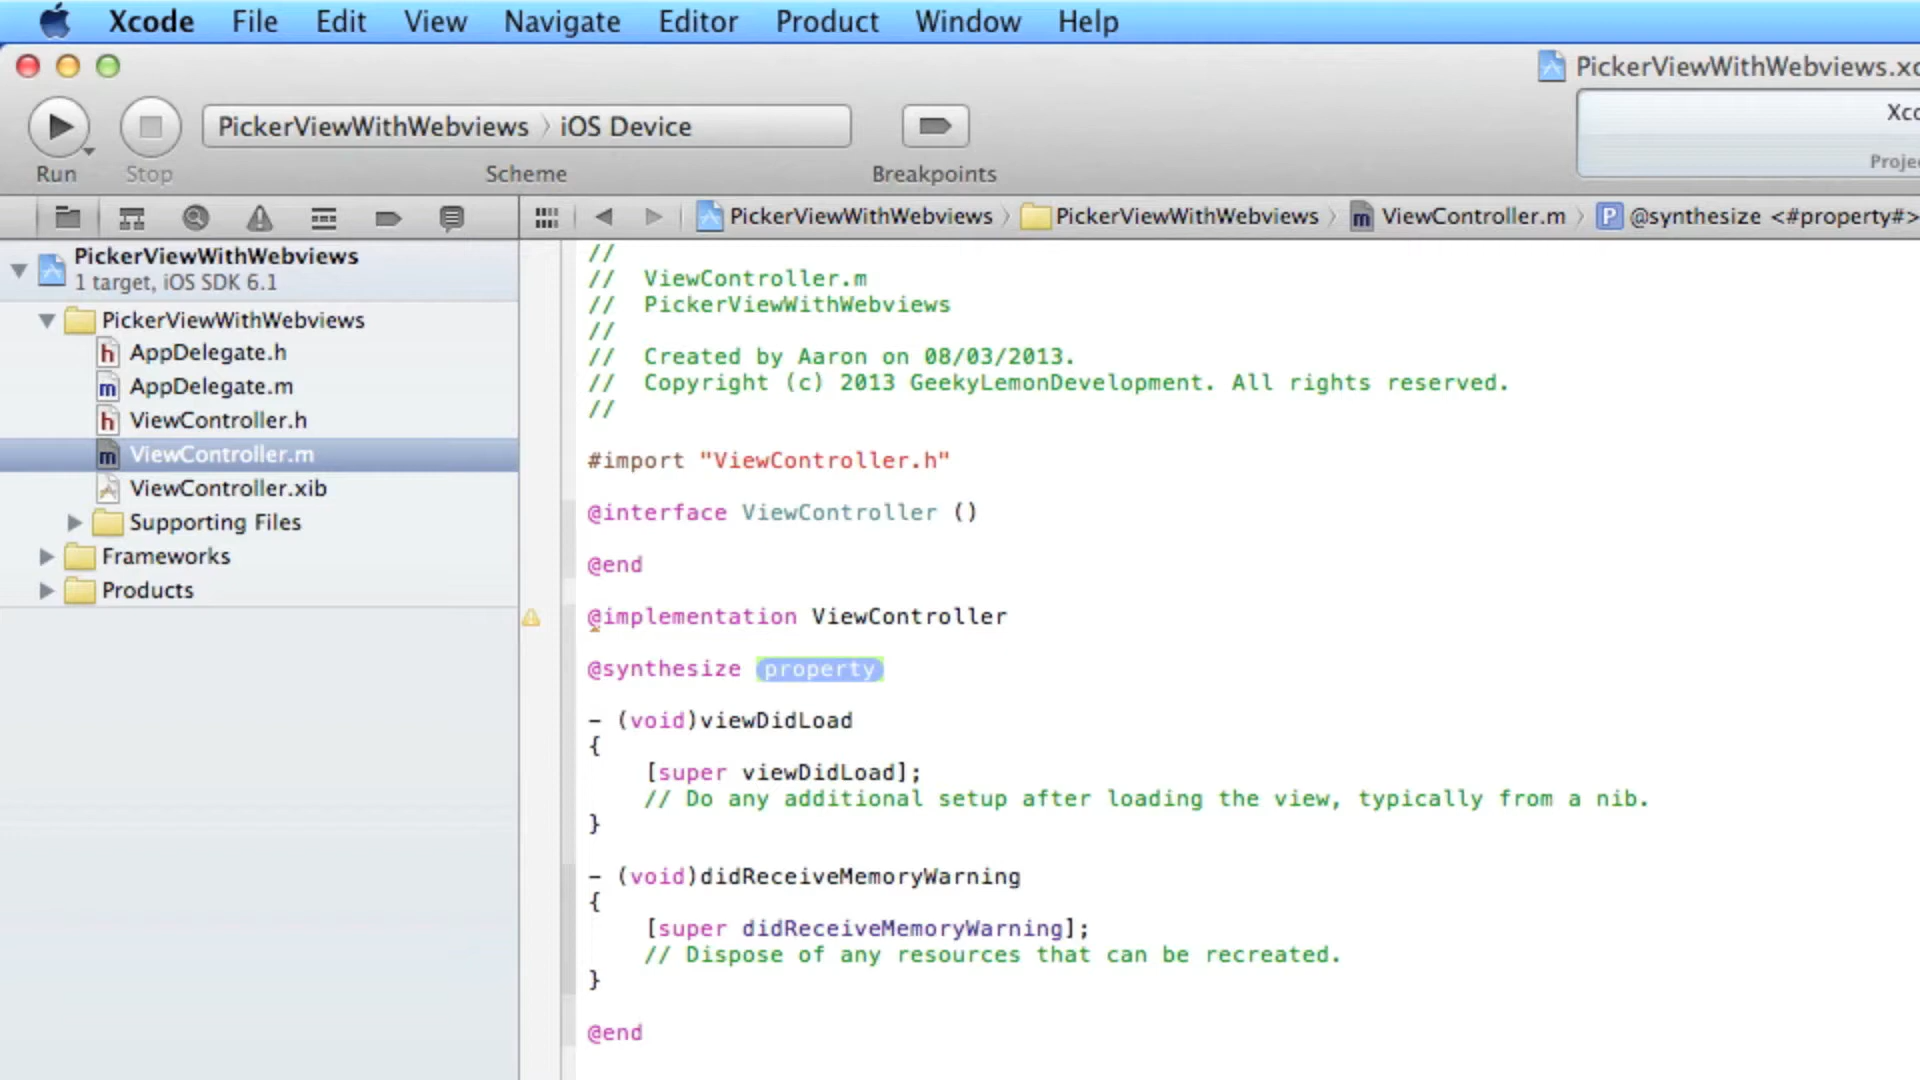 Xcode File Edit View Navigate Editor Product Window Help
PickerViewWithWebviews.xc
PickerViewWithWebviews iOS Device
Xco
Run Stop Scheme Breakpoints
Projec
PickerViewWithWebviews PickerViewWithWebviews m ViewController.m P @synthesize <#property#>
PickerViewWithWebviews
1 target, iOS SDK 6.1
PickerViewWithWebviews
h AppDelegate.h
m AppDelegate.m
h ViewController.h
m ViewController.m
ViewController.xib
Supporting Files
Frameworks
Products
//
// ViewController.m
// PickerViewWithWebviews
//
// Created by Aaron on 08/03/2013.
// Copyright (c) 2013 GeekyLemonDevelopment. All rights reserved.
//
#import "ViewController.h"
@interface ViewController ()
@end
@implementation ViewController
@synthesize property
- (void)viewDidLoad
{
[super viewDidLoad];
// Do any additional setup after loading the view, typically from a nib.
}
- (void)didReceiveMemoryWarning
{
[super didReceiveMemoryWarning];
// Dispose of any resources that can be recreated.
}
@end